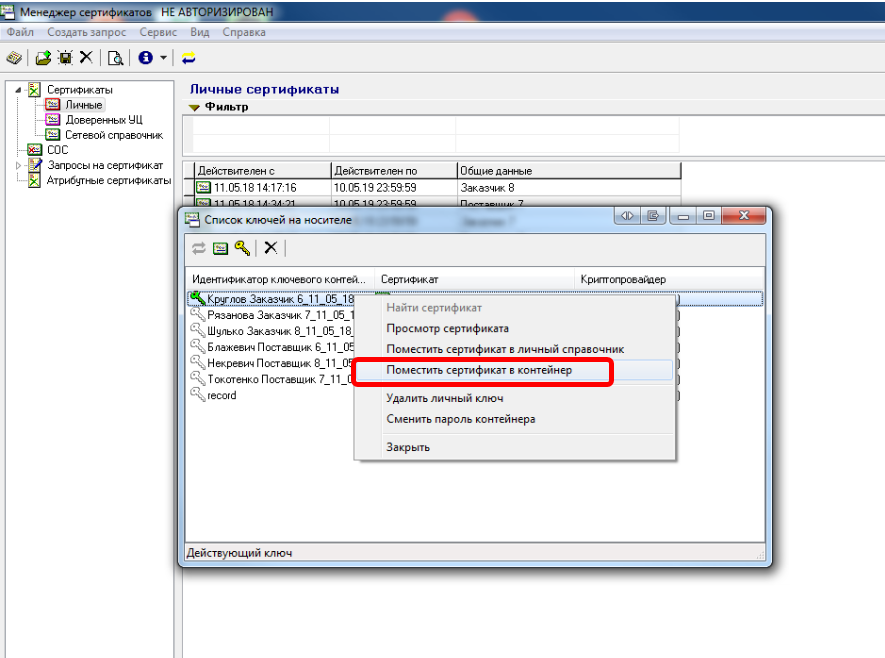 Менеджер сертификатов НЕ АВТОРИЗИРОВАН
Файл Создать запрос Сервис Вид Справка
Сертификаты
Личные
Доверенных УЦ
Сетевой справочник
СОС
Запросы на сертификат
Атрибутные сертификаты
Личные сертификаты
Фильтр
Действителен с Действителен по Общие данные
11.05.18 14:17:16 10.05.19 23:59:59 Заказчик 8
11.05.18 14:34:21 10.05.19 23:59:59 Поставщик 7
Список ключей на носителе
Идентификатор ключевого контей... Сертификат Криптопровайдер
Круглов Заказчик 6_11_05_18
Рязанова Заказчик 7_11_05_1
Шулько Заказчик 8_11_05_18_
Блажевич Поставщик 6_11_05
Некревич Поставщик 8_11_05
Токотенко Поставщик 7_11_0
record
Найти сертификат
Просмотр сертификата
Поместить сертификат в личный справочник
Поместить сертификат в контейнер
Удалить личный ключ
Сменить пароль контейнера
Закрыть
Действующий ключ